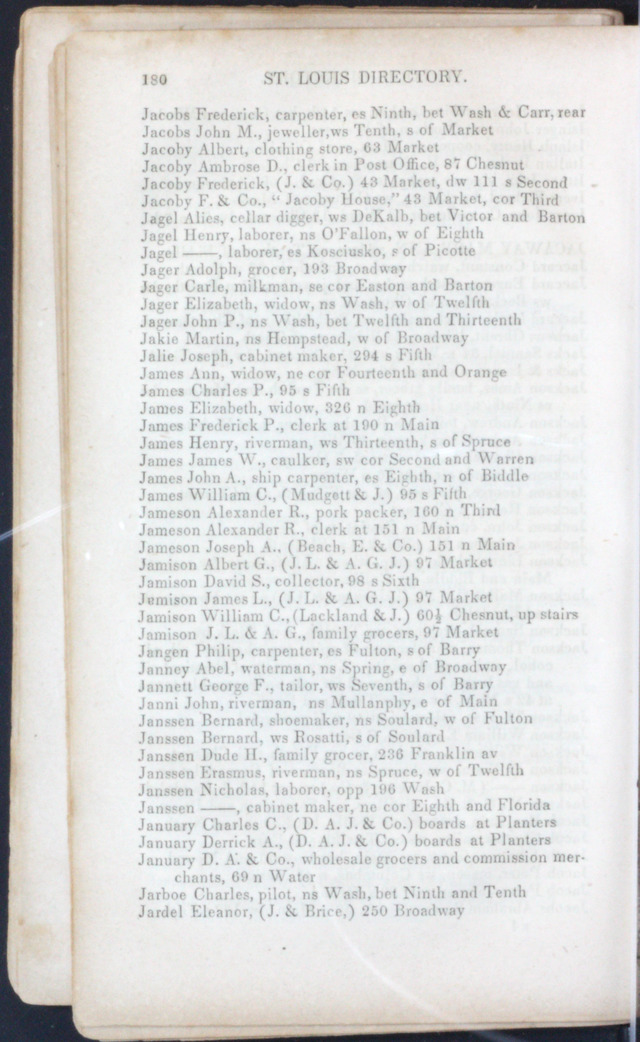 180 ST. LOUIS DIRECTORY.
Jacobs Frederick, carpenter, es Ninth, bet Wash & Carr, rear
Jacobs John M., jeweller,ws Tenth, s of Market
Jacoby Albert, clothing store, 63 Market
Jacoby Ambrose D., clerk in Post Office, 87 Chesnut
Jacoby Frederick, (J. & Co.) 43 Market, dw 111 s Second
Jacoby F. & Co., “ Jacoby House,” 43 Market, cor Third
Jagel Alies, cellar digger, ws DeKalb, bet Victor and Barton
Jagel Henry, laborer, ns O'Fallon, w of Eighth
Jagel ——, laborer, es Kosciusko, s of Picotte
Jager Adolph, grocer, 193 Broadway
Jager Carle, milkman, se cor Easton and Barton
Jager Elizabeth, widow, ns Wash, w of Twelfth
Jager John P., ns Wash, bet Twelfth and Thirteenth
Jakie Martin, ns Hempstead, w of Broadway
Jalie Joseph, cabinet maker, 294 s Fifth
James Ann, widow, ne cor Fourteenth and Orange
James Charles P., 95 s Fifth
James Elizabeth, widow, 326 n Eighth
James Frederick P., clerk at 190 n Main
James Henry, riverman, ws Thirteenth, s of Spruce
James James W., caulker, sw cor Second and Warren
James John A., ship carpenter, es Eighth, n of Biddle
James William C., (Mudgett & J.) 95 s Fifth
Jameson Alexander R., pork packer, 160 n Third
Jameson Alexander R., clerk at 151 n Main
Jameson Joseph A., (Beach, E. & Co.) 151 n Main
Jamison Albert G., (J. L. & A. G. J.) 97 Market
Jamison David S., collector, 98 s Sixth
Jemison James L., (J. L. & A. G. J.) 97 Market
Jamison William C., (Lackland & J.) 60½ Chesnut, up stairs
Jamison J. L. & A. G., family grocers, 97 Market
Jangen Philip, carpenter, es Fulton, s of Barry
Janney Abel, waterman, ns Spring, e of Broadway
Jannett George F., tailor, ws Seventh, s of Barry
Janni John, riverman, ns Mullanphy, e of Main
Janssen Bernard, shoemaker, ns Soulard, w of Fulton
Janssen Bernard, ws Rosatti, s of Soulard
Janssen Dude H., family grocer, 236 Franklin av
Janssen Erasmus, riverman, ns Spruce, w of Twelfth
Janssen Nicholas, laborer, opp 196 Wash
Janssen ——, cabinet maker, ne cor Eighth and Florida
January Charles C., (D. A. J. & Co.) boards at Planters
January Derrick A., (D. A. J. & Co.) boards at Planters
January D. A. & Co., wholesale grocers and commission mer-
chants, 69 n Water
Jarboe Charles, pilot, ns Wash, bet Ninth and Tenth
Jardel Eleanor, (J. & Brice,) 250 Broadway